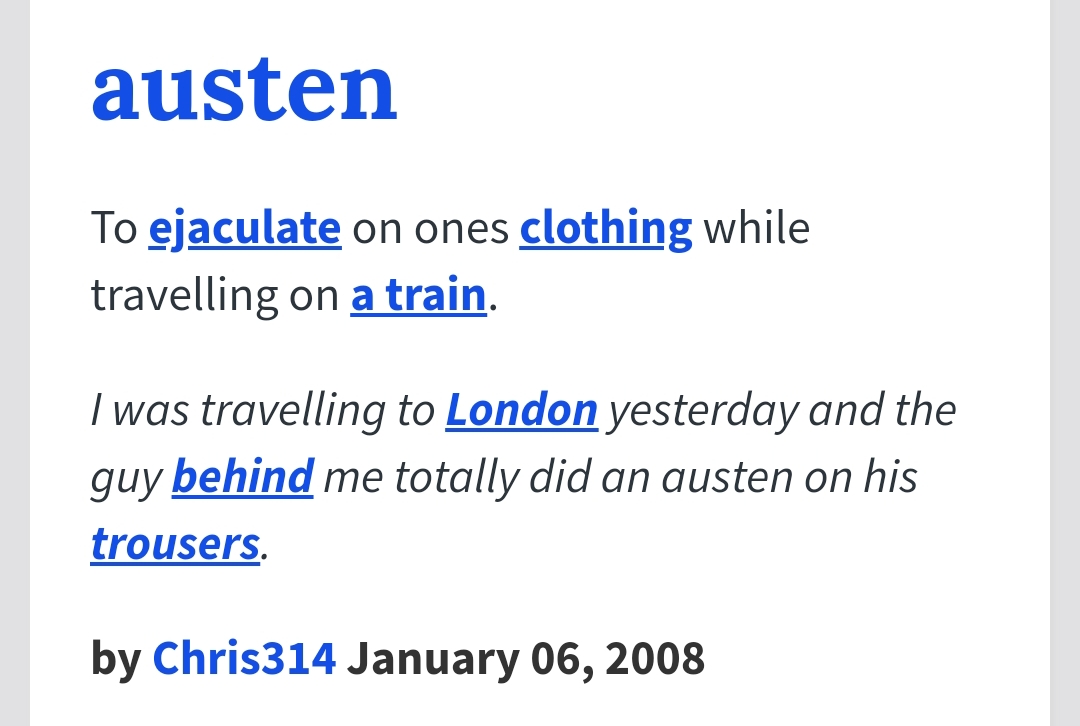 austen
To ejaculate on ones clothing while
travelling on a train.
I was travelling to London yesterday and the
guy behind me totally did an austen on his
trousers.
by Chris314 January 06, 2008